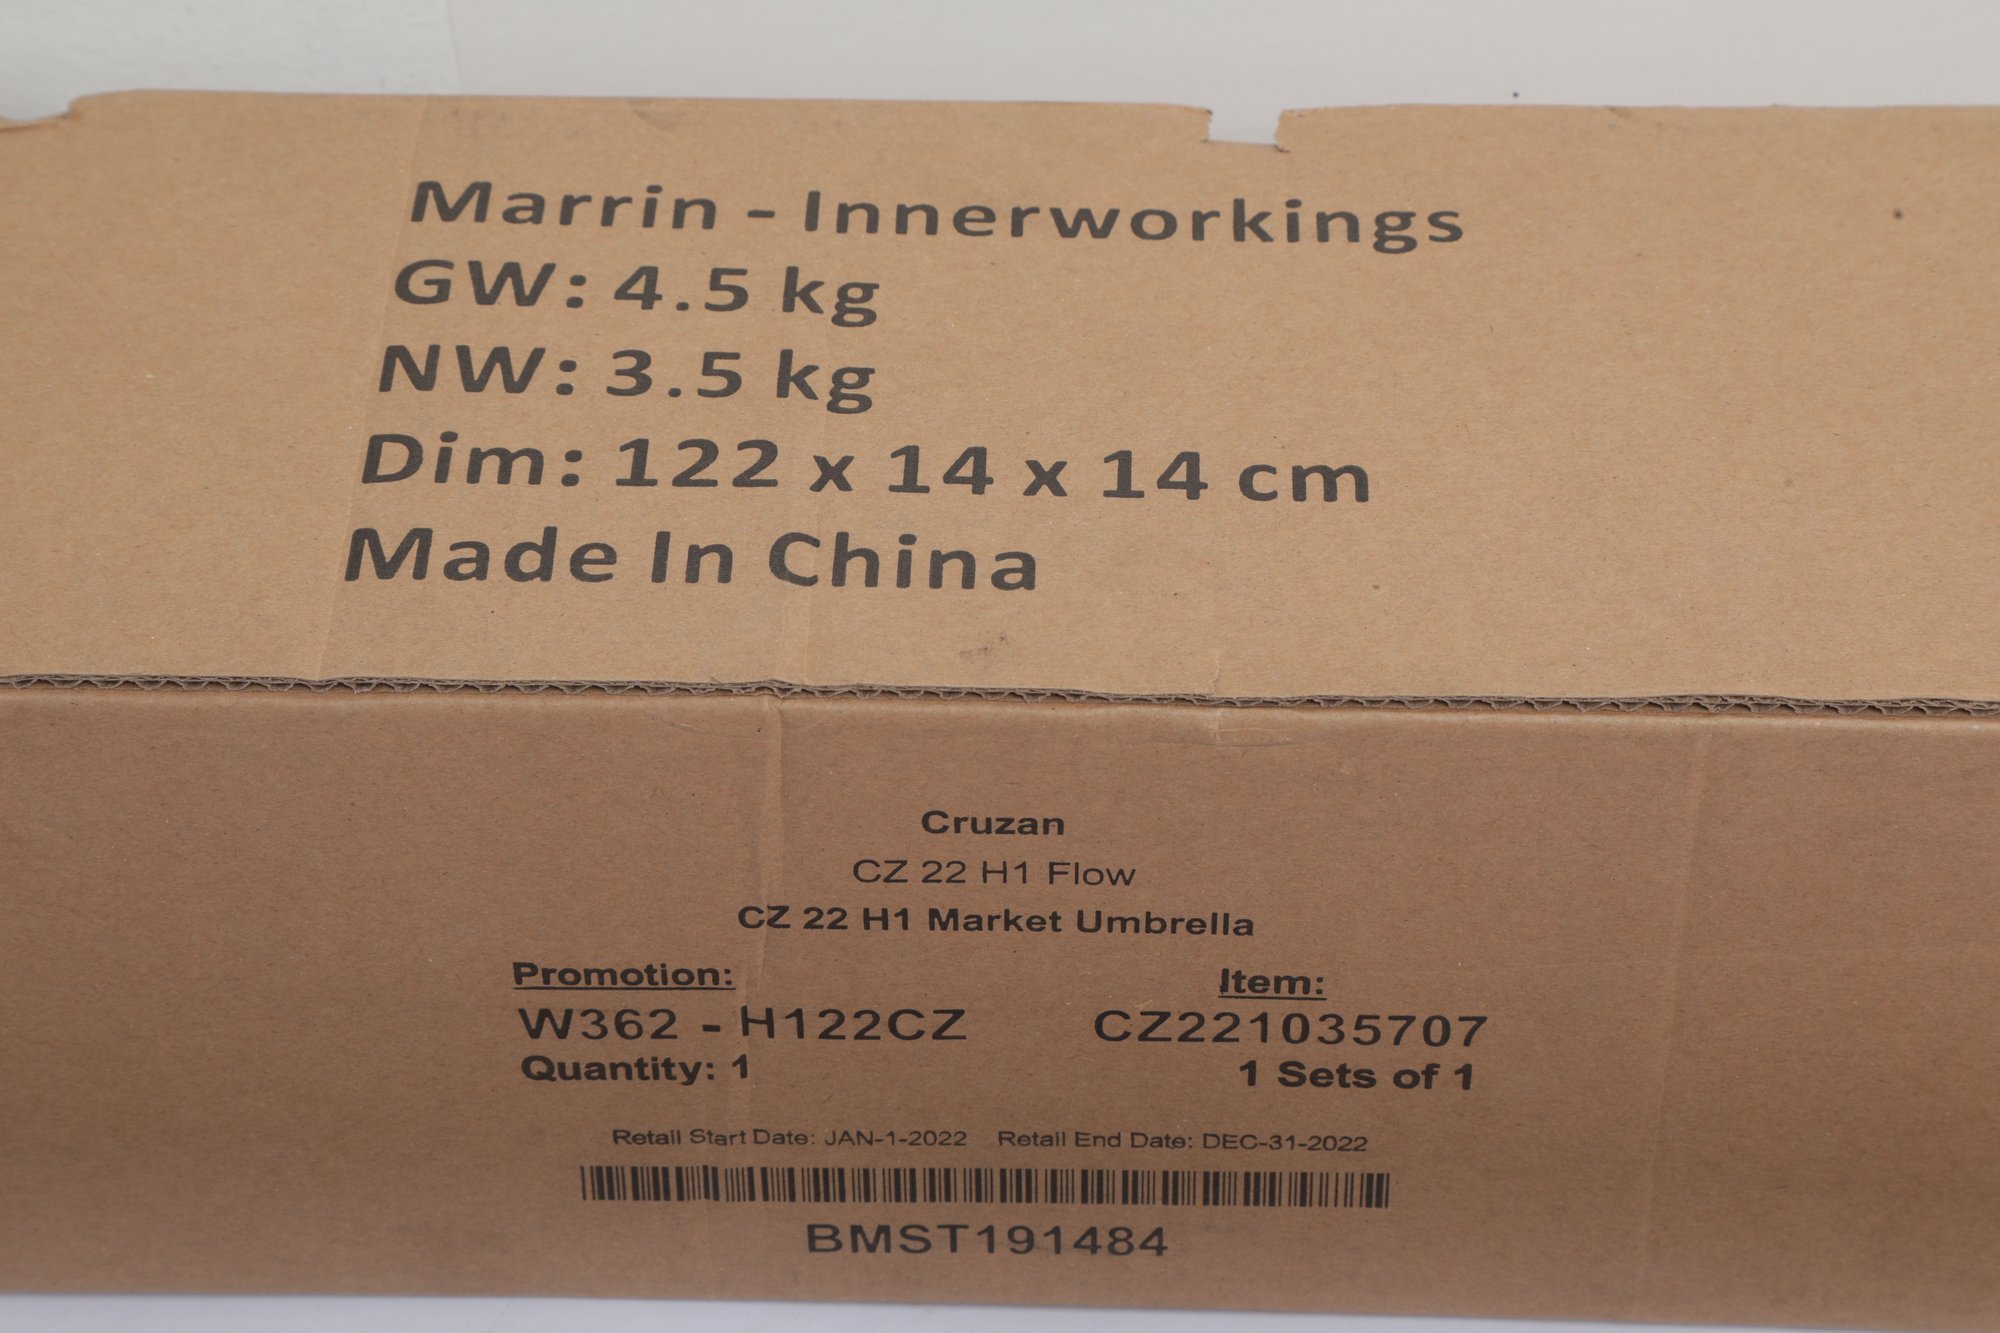 Marrin - Innerworkings
GW: 4.5 kg
NW: 3.5 kg
Dim: 122 x 14 x 14 cm
Made In China
Cruzan
CZ 22 H1 Flow
CZ 22 H1 Market Umbrella
Promotion: Item:
W362 - H122CZ CZ221035707
Quantity: 1 1 Sets of 1
Retail Start Date: JAN-1-2022 Retail End Date: DEC-31-2022
BMST191484